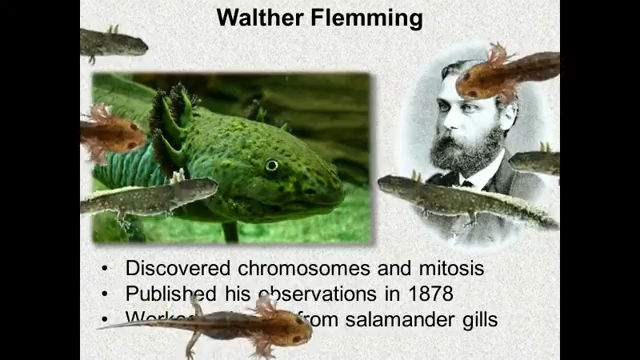 Walther Flemming
• Discovered chromosomes and mitosis
• Published his observations in 1878
• from salamander gills